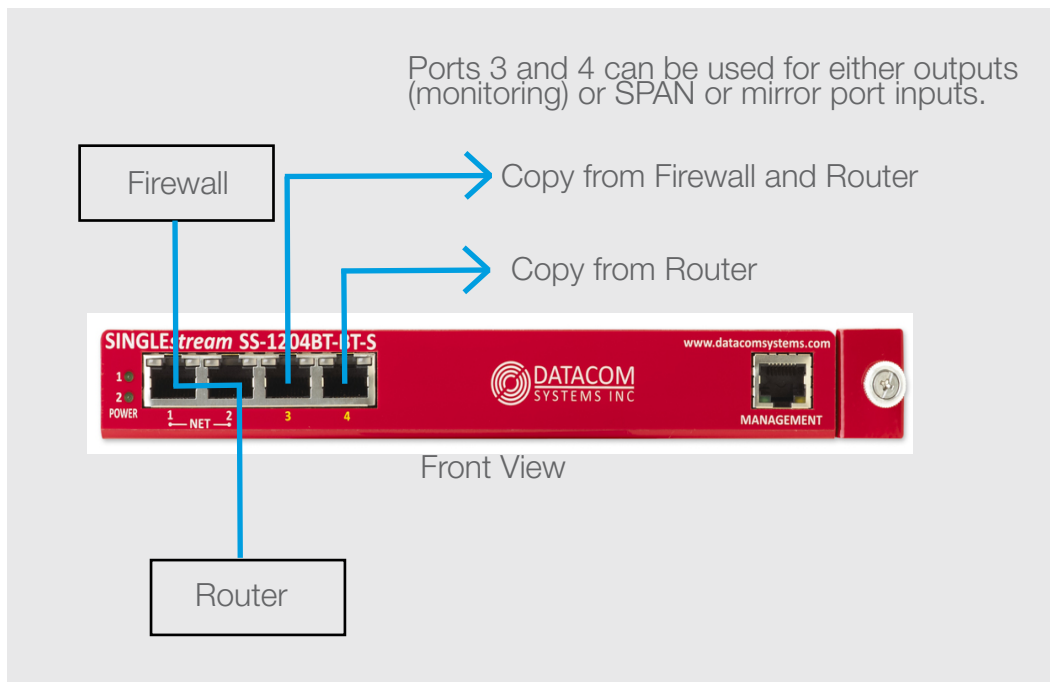 Ports 3 and 4 can be used for either outputs
(monitoring) or SPAN or mirror port inputs.
Firewall
Copy from Firewall and Router
Copy from Router
SINGLEstream SS-1204BT-BT-S
www.datacomsystems.com
1
2
POWER
1
NET
2
3
4
DATACOM
SYSTEMS INC
MANAGEMENT
Front View
Router